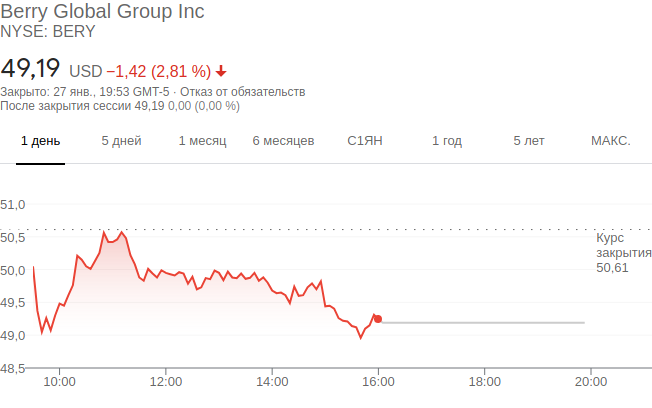 Berry Global Group Inc
NYSE: BERY
49,19 USD −1,42 (2,81 %)
Закрыто: 27 янв., 19:53 GMT-5 · Отказ от обязательств
После закрытия сессии 49,19 0,00 (0,00 %)
1 день 5 дней 1 месяц 6 месяцев С1ЯН 1 год 5 лет МАКС.
51,0
50,5
Курс
закрытия
50,61
50,0
49,5
49,0
48,5
10:00 12:00 14:00 16:00 18:00 20:00